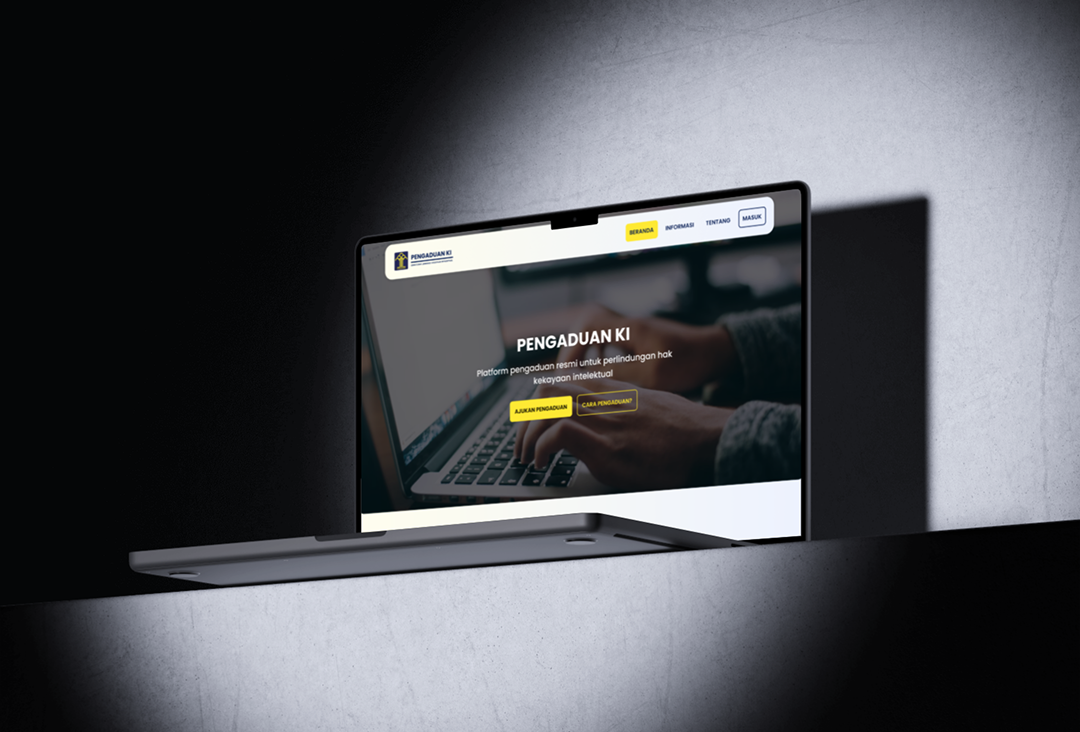 PENGADUAN KI
BERANDA
INFORMASI
TENTANG
MASUK
PENGADUAN KI
Platform pengaduan resmi untuk perlindungan hak
kekayaan intelektual
AJUKAN PENGADUAN
CARA PENGADUAN?